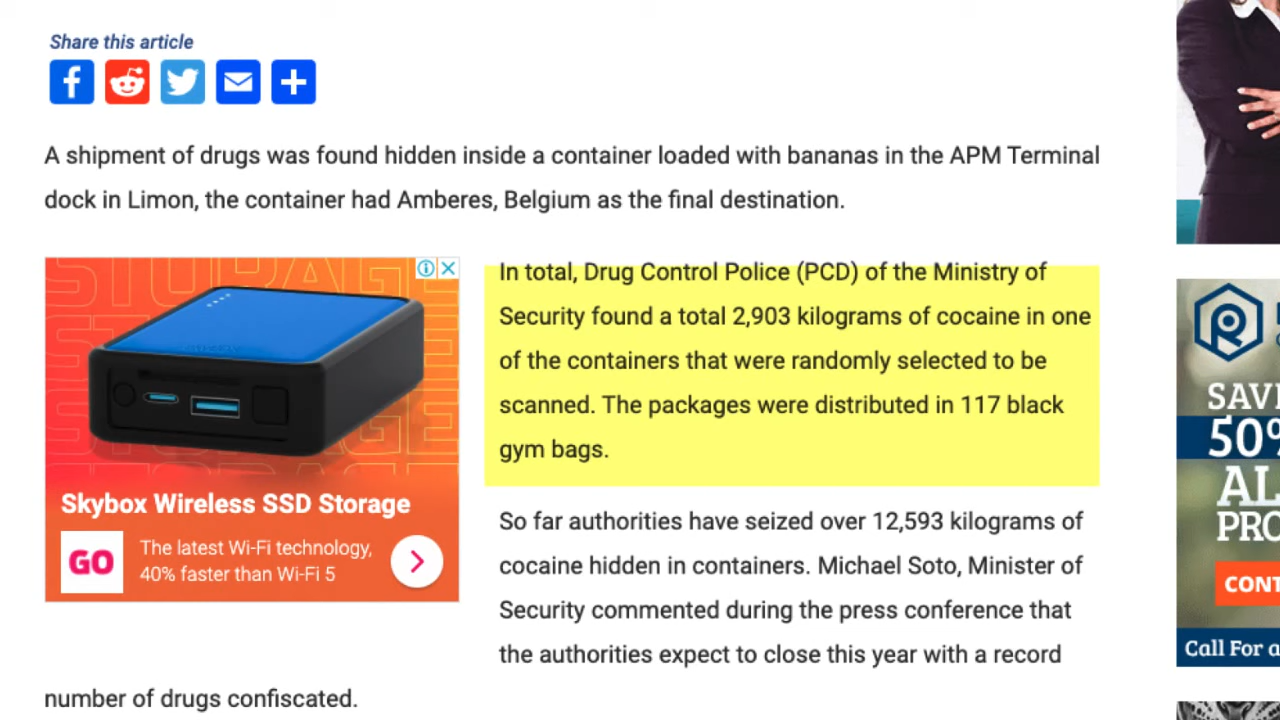 Share this article
A shipment of drugs was found hidden inside a container loaded with bananas in the APM Terminal
dock in Limon, the container had Amberes, Belgium as the final destination.
STORAGE
Skybox Wireless SSD Storage
GO
The latest Wi-Fi technology,
40% faster than Wi-Fi 5
In total, Drug Control Police (PCD) of the Ministry of
Security found a total 2,903 kilograms of cocaine in one
of the containers that were randomly selected to be
scanned. The packages were distributed in 117 black
gym bags.
So far authorities have seized over 12,593 kilograms of
cocaine hidden in containers. Michael Soto, Minister of
Security commented during the press conference that
the authorities expect to close this year with a record
number of drugs confiscated.
SAVI
50%
AL
PRO
CONT
Call For a